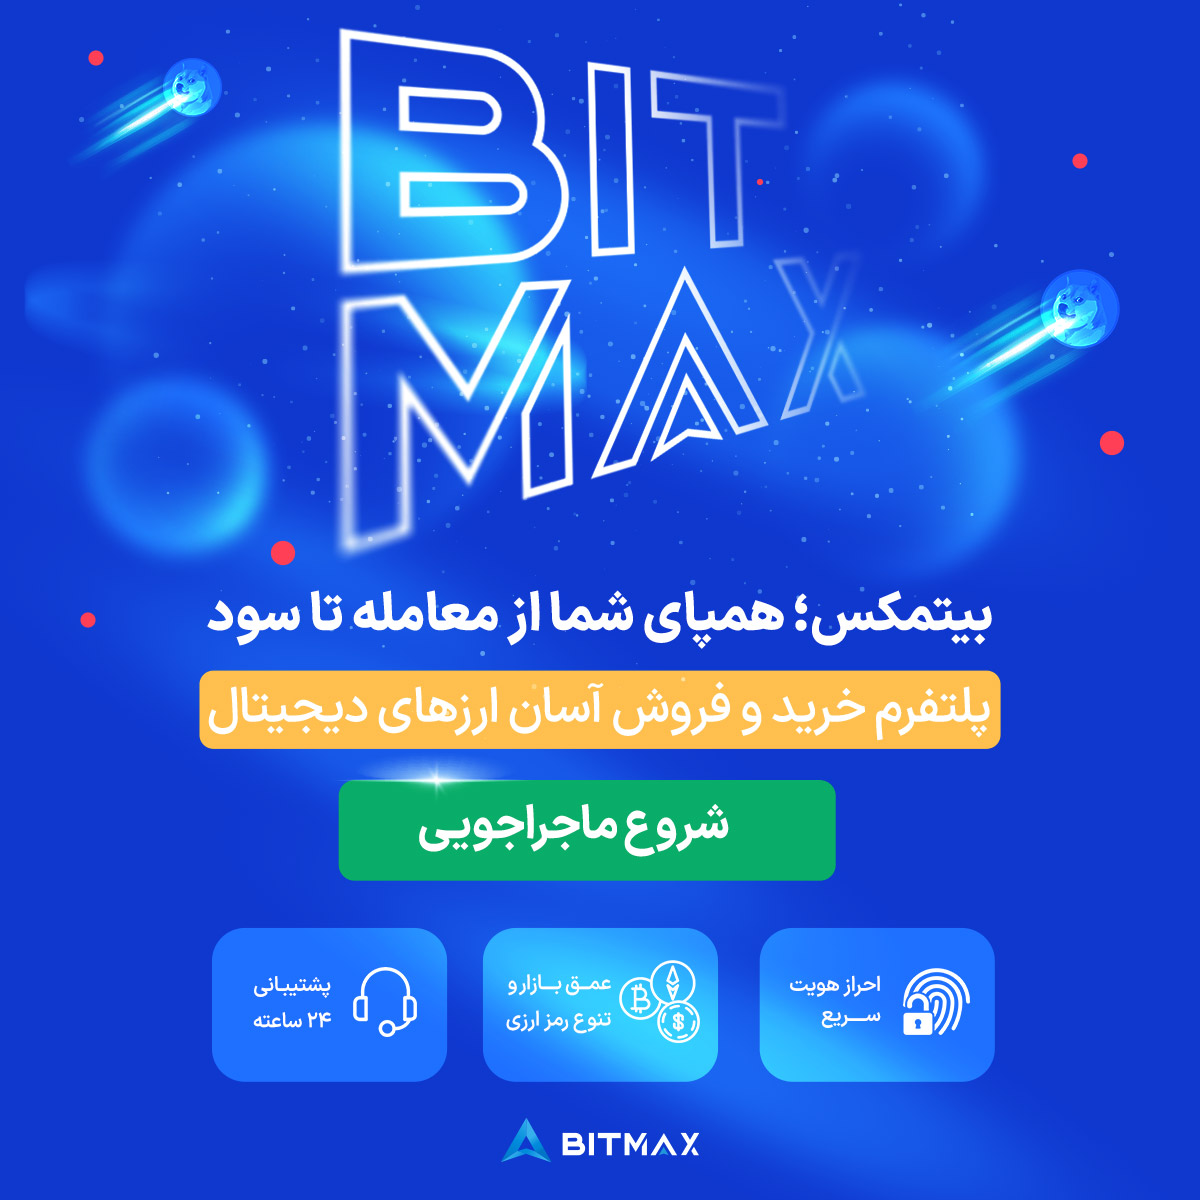 BIT
MAX
بیتمکس؛ همپای شما از معامله تا سود
پلتفرم خرید و فروش آسان ارزهای دیجیتال
شروع ماجراجویی
احراز هویت
سریع
عمق بازار و
تنوع رمز ارزی
پشتیبانی
۲۴ ساعته
BITMAX